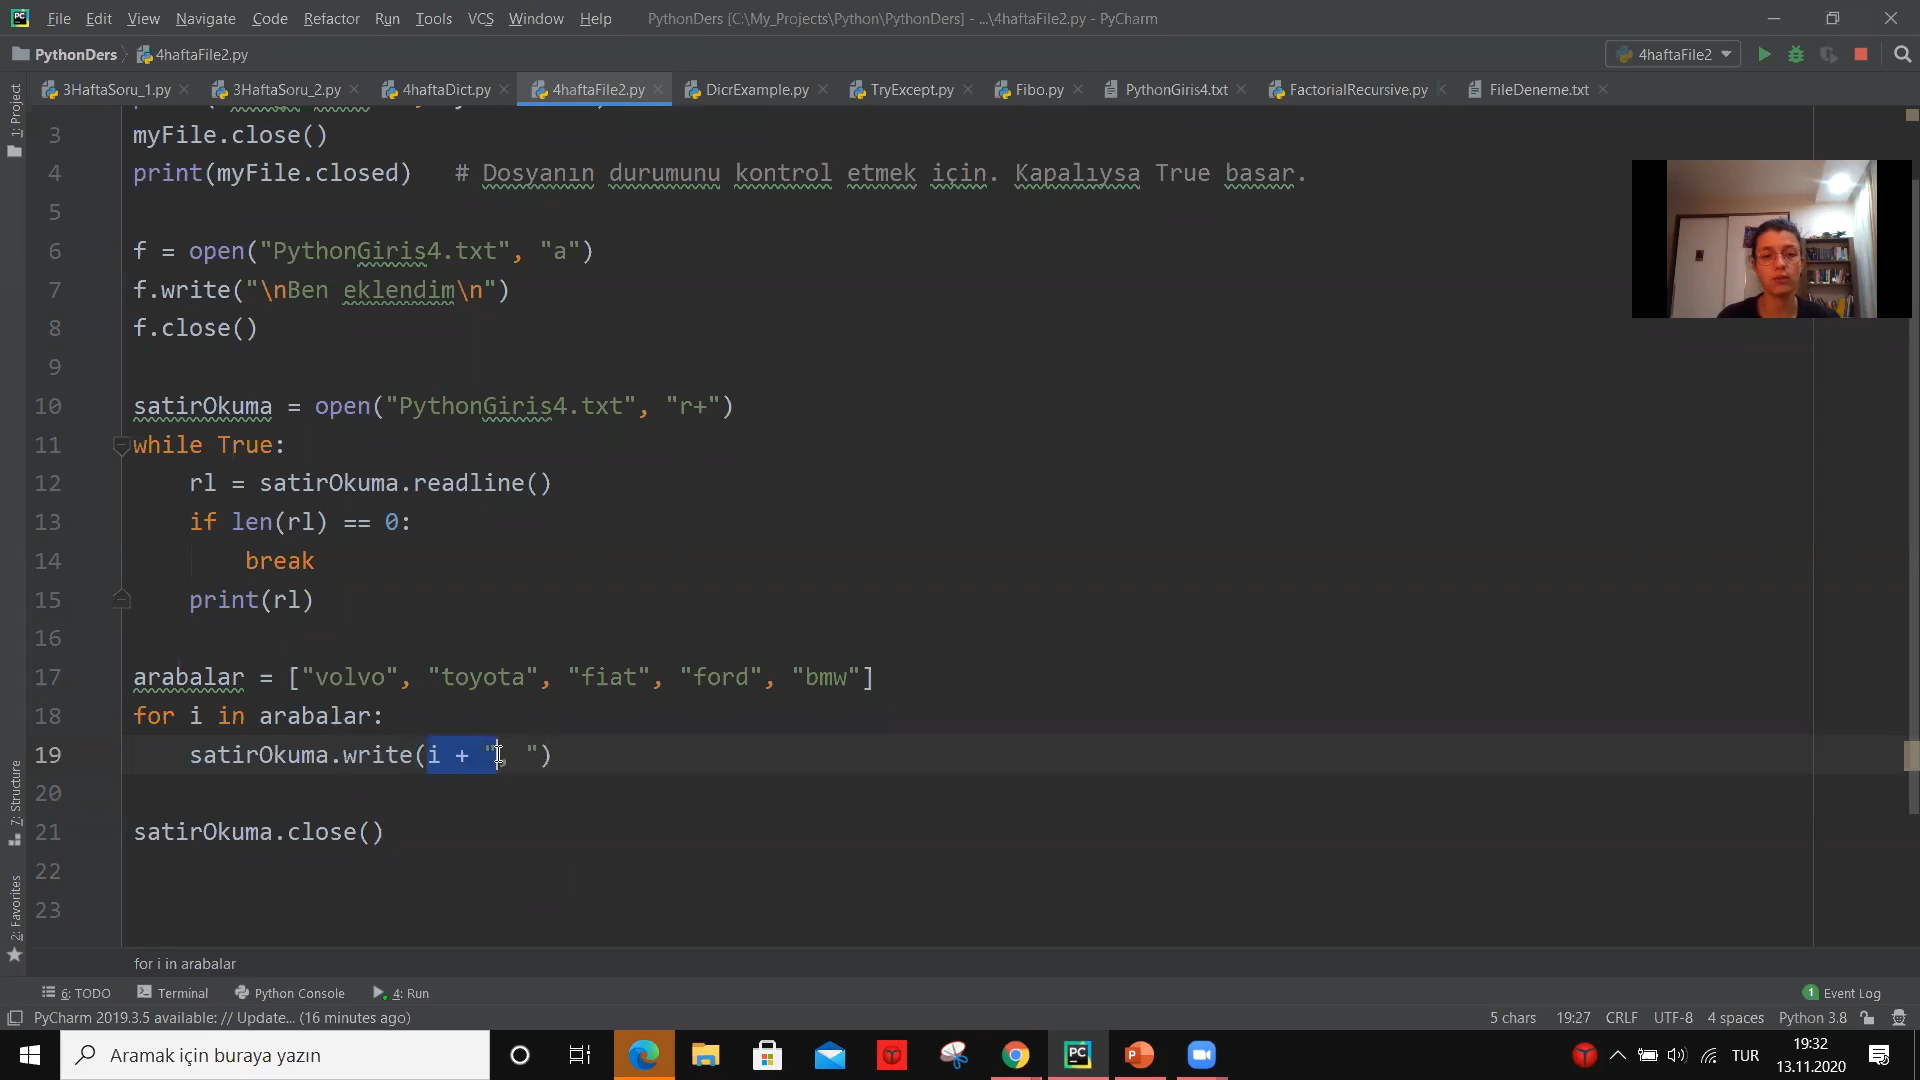 File Edit View Navigate Code Refactor Run Tools VCS Window Help PythonDers [C:\My_Projects\Python\PythonDers] - ...\4haftaFile2.py - PyCharm
PythonDers 4haftaFile2.py 4haftaFile2
3HaftaSoru_1.py 3HaftaSoru_2.py 4haftaDict.py 4haftaFile2.py DicrExample.py TryExcept.py Fibo.py PythonGiris4.txt FactorialRecursive.py FileDeneme.txt
1: Project
3 myFile.close()
4 print(myFile.closed) # Dosyanın durumunu kontrol etmek için. Kapalıysa True basar.
5
6 f = open("PythonGiris4.txt", "a")
7 f.write("\nBen eklendim\n")
8 f.close()
9
10 satirOkuma = open("PythonGiris4.txt", "r+")
11 while True:
12 rl = satirOkuma.readline()
13 if len(rl) == 0:
14 break
15 print(rl)
16
17 arabalar = ["volvo", "toyota", "fiat", "ford", "bmw"]
18 for i in arabalar:
19 satirOkuma.write(i + ", ")
20
21 satirOkuma.close()
22
23
7: Structure
2: Favorites
for i in arabalar
6: TODO Terminal Python Console 4: Run 1 Event Log
PyCharm 2019.3.5 available: // Update... (16 minutes ago) 5 chars 19:27 CRLF UTF-8 4 spaces Python 3.8
Aramak için buraya yazın TUR 19:32
13.11.2020